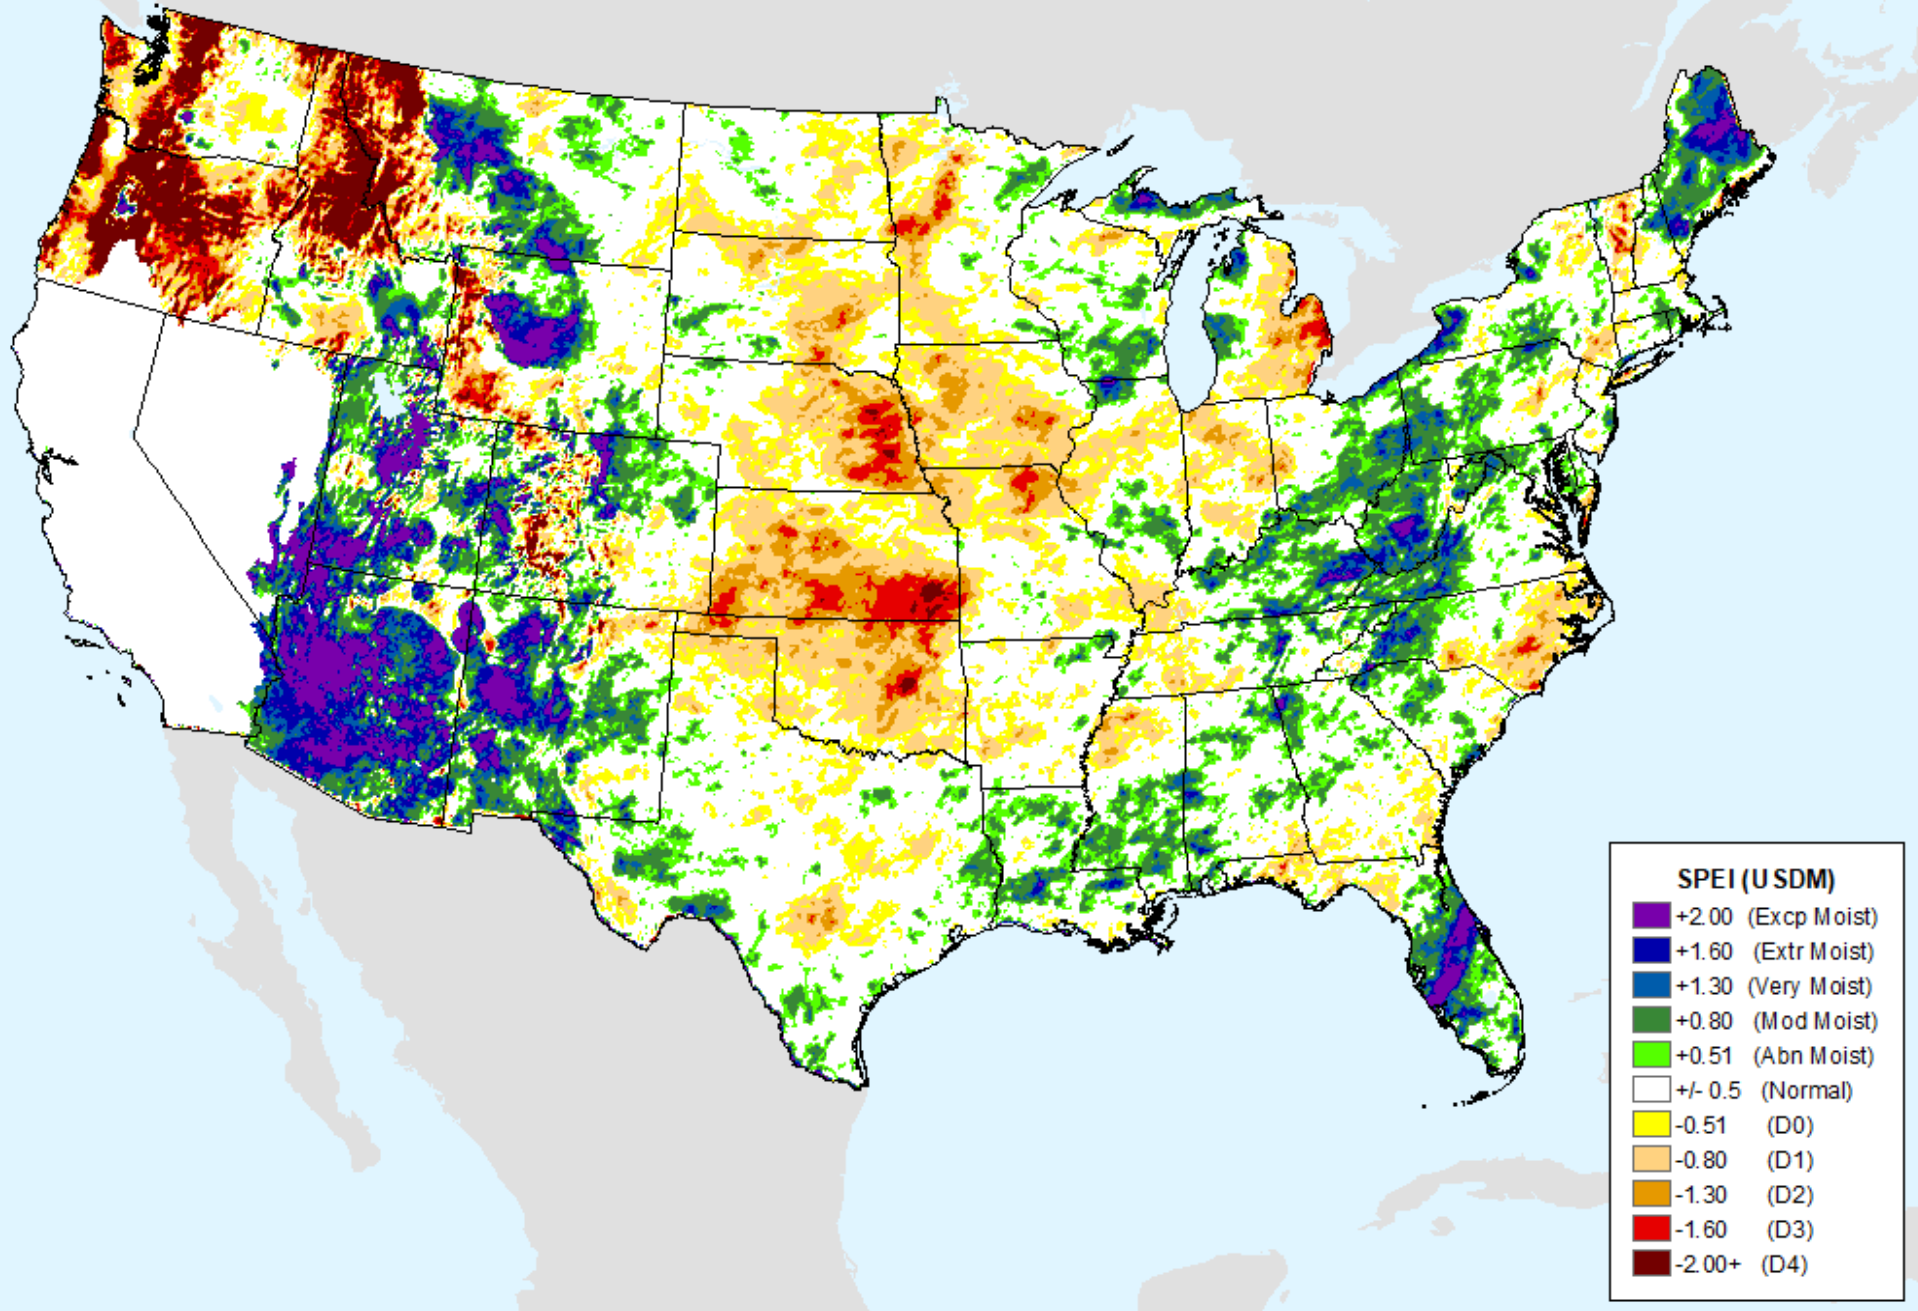 SPEI (USDM)
+2.00 (Excp Moist)
+1.60 (Extr Moist)
+1.30 (Very Moist)
+0.80 (Mod Moist)
+0.51 (Abn Moist)
+/- 0.5 (Normal)
-0.51 (D0)
-0.80 (D1)
-1.30 (D2)
-1.60 (D3)
-2.00+ (D4)